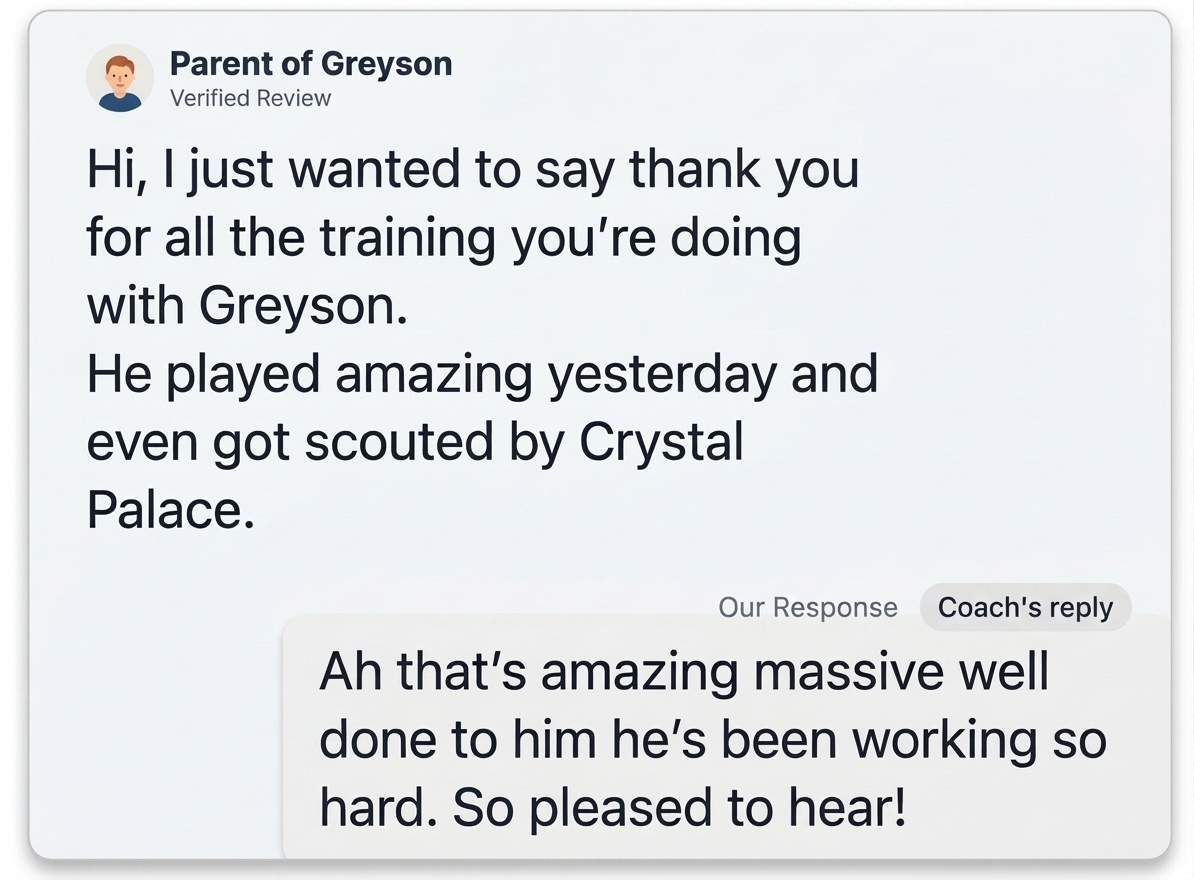 Parent of Greyson
Verified Review
Hi, I just wanted to say thank you
for all the training you’re doing
with Greyson.
He played amazing yesterday and
even got scouted by Crystal
Palace.
Our Response
Coach's reply
Ah that’s amazing massive well
done to him he’s been working so
hard. So pleased to hear!